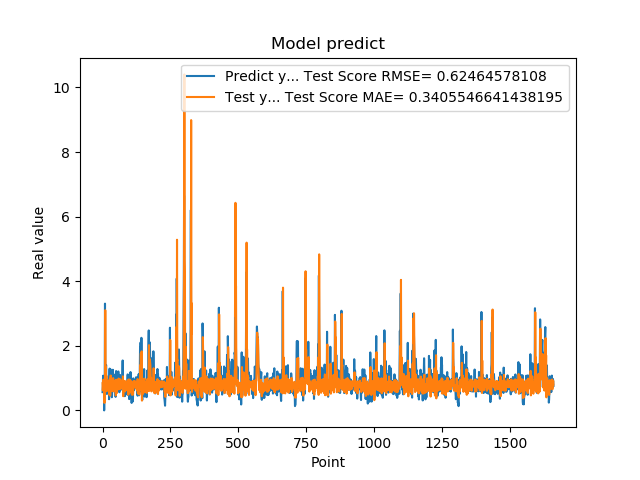 Model predict
Predict y... Test Score RMSE= 0.62464578108
Test y... Test Score MAE= 0.3405546641438195
Real value
10
8
6
4
2
0
0 250 500 750 1000 1250 1500
Point